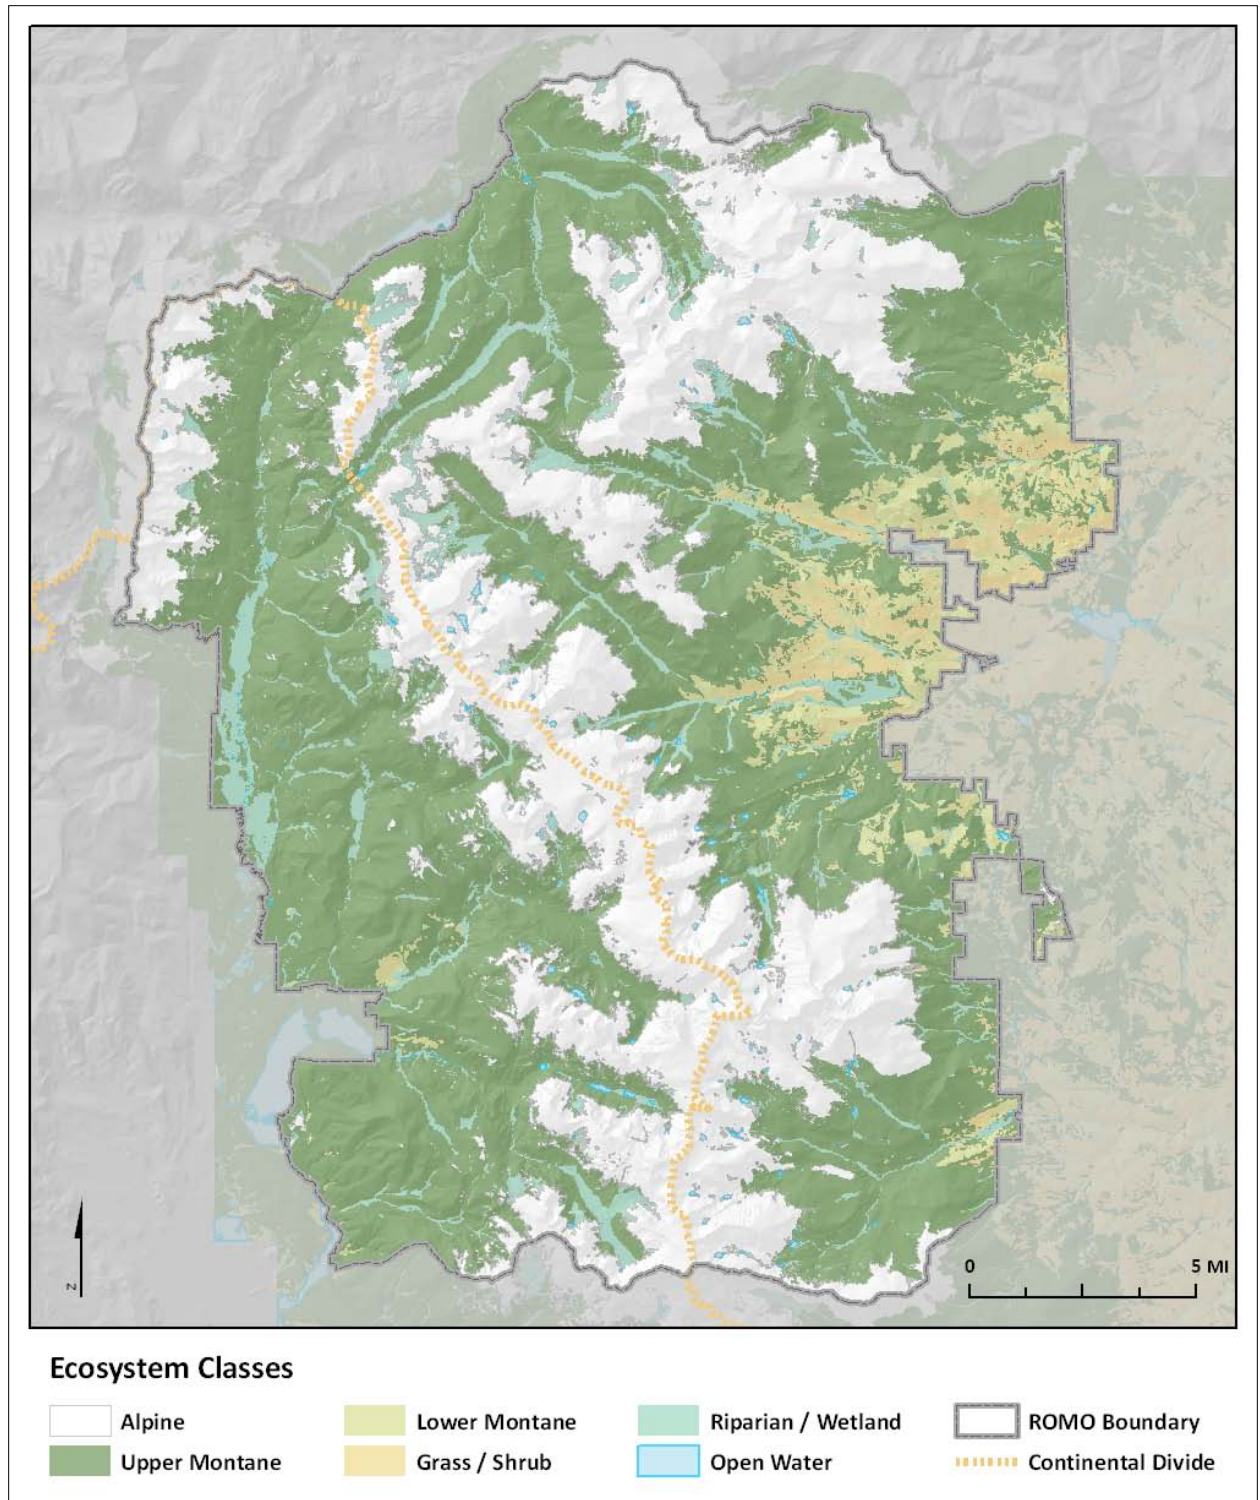 N
0 5 MI
Ecosystem Classes
Alpine Lower Montane Riparian / Wetland ROMO Boundary
Upper Montane Grass / Shrub Open Water Continental Divide